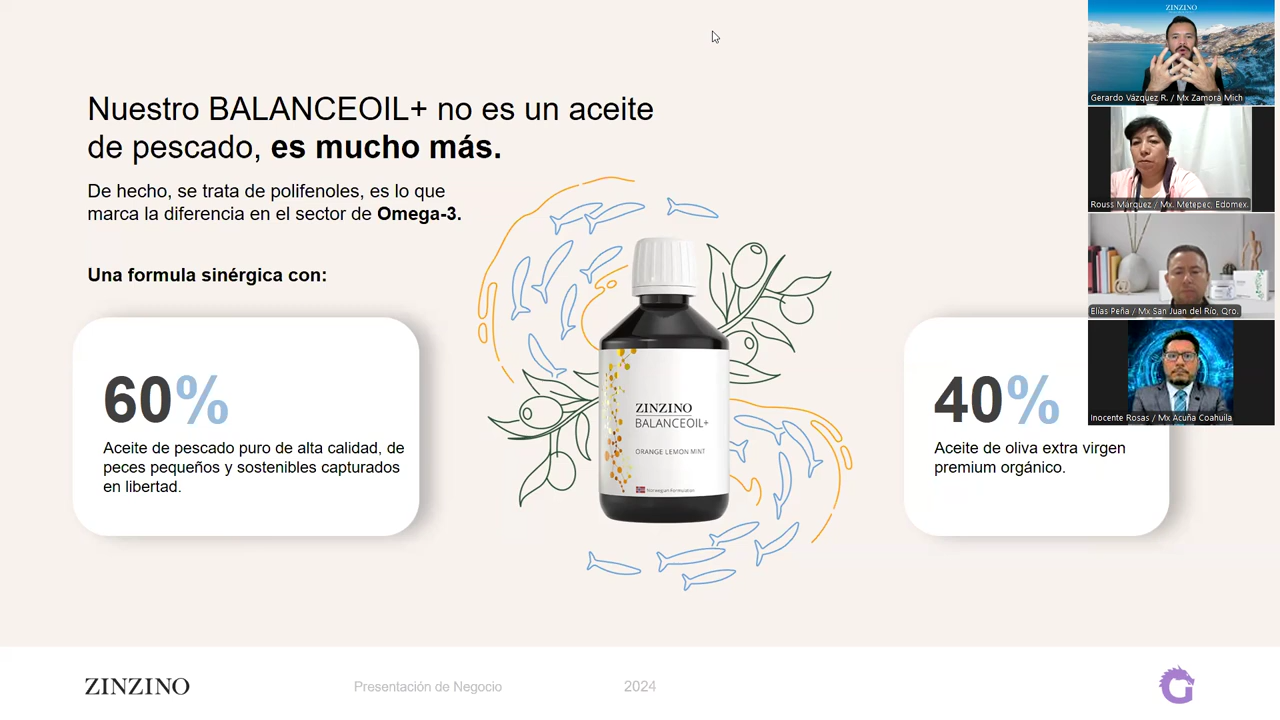 Nuestro BALANCEOIL+ no es un aceite
de pescado, es mucho más.
De hecho, se trata de polifenoles, es lo que
marca la diferencia en el sector de Omega-3.
Una formula sinérgica con:
60%
Aceite de pescado puro de alta calidad, de
peces pequeños y sostenibles capturados
en libertad.
ZINZINO
BALANCEOIL+
ORANGE LEMON MINT
Norwegian Formulation
40%
Aceite de oliva extra virgen
premium orgánico.
ZINZINO
Gerardo Vázquez R. / Mx Zamora Mich
Rouss Márquez / Mx. Metepec, Edomex.
Elías Peña / Mx San Juan del Río, Qro.
Inocente Rosas / Mx Acuña Coahuila
ZINZINO
Presentación de Negocio
2024